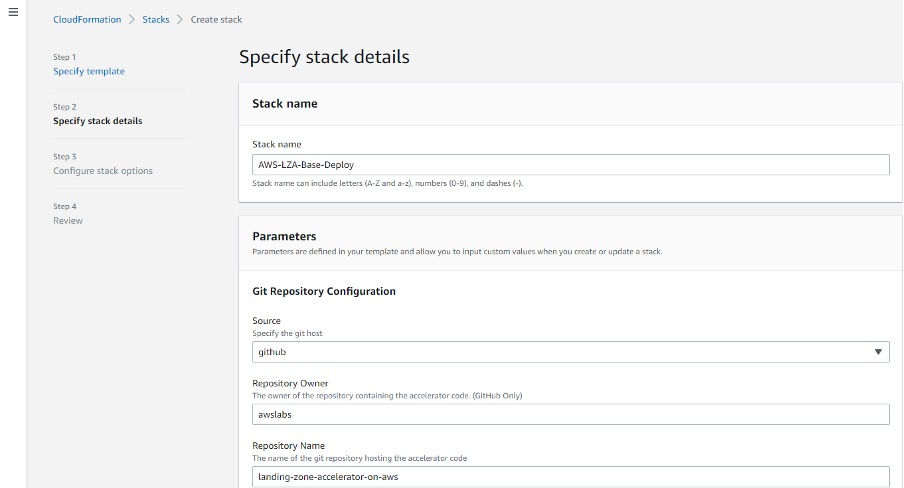 CloudFormation > Stacks > Create stack
Step 1
Specify template
Step 2
Specify stack details
Step 3
Configure stack options
Step 4
Review
Specify stack details
Stack name
Stack name
AWS-LZA-Base-Deploy
Stack name can include letters (A-Z and a-z), numbers (0-9), and dashes (-).
Parameters
Parameters are defined in your template and allow you to input custom values when you create or update a stack.
Git Repository Configuration
Source
Specify the git host
github
Repository Owner
The owner of the repository containing the accelerator code. (GitHub Only)
awslabs
Repository Name
The name of the git repository hosting the accelerator code
landing-zone-accelerator-on-aws